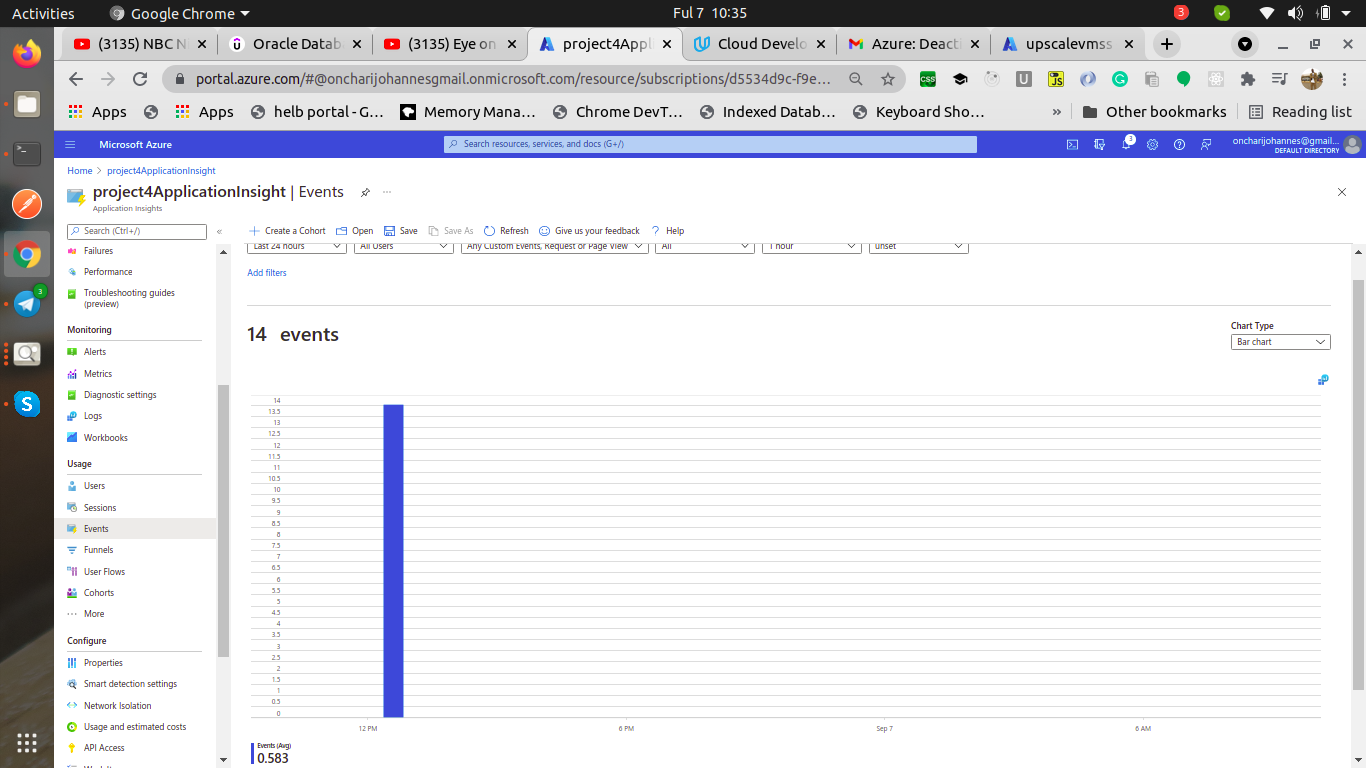 Activities
Google Chrome
Ful 7 10:35
3
(3135) NBC N
Oracle Datab
(3135) Eye on
project4Appl
Cloud Develo
Azure: Deacti
upscalevmss
portal.azure.com/#@oncharijohannesgmail.onmicrosoft.com/resource/subscriptions/d5534d9c-f9e…
Apps
Apps
helb portal - G…
Memory Mana…
Chrome DevT…
Indexed Datab…
Keyboard Sho…
»
Other bookmarks
Reading list
Microsoft Azure
Search resources, services, and docs (G+/)
3
oncharijohannes@gmail...
DEFAULT DIRECTORY
Home > project4ApplicationInsight
project4ApplicationInsight | Events
Application Insights
Search (Ctrl+/)
«
Create a Cohort
Open
Save
Save As
Refresh
Give us your feedback
Help
Failures
Performance
Troubleshooting guides
(preview)
Monitoring
Alerts
Metrics
Diagnostic settings
Logs
Workbooks
Usage
Users
Sessions
Events
Funnels
User Flows
Cohorts
More
Configure
Properties
Smart detection settings
Network Isolation
Usage and estimated costs
API Access
Last 24 hours
All Users
Any Custom Events, Request or Page View
All
1 hour
unset
Add filters
14 events
Chart Type
Bar chart
14
13.5
13
12.5
12
11.5
11
10.5
10
9.5
9
8.5
8
7.5
7
6.5
6
5.5
5
4.5
4
3.5
3
2.5
2
1.5
1
0.5
0
12 PM
6 PM
Sep 7
6 AM
Events (Avg)
0.583
3